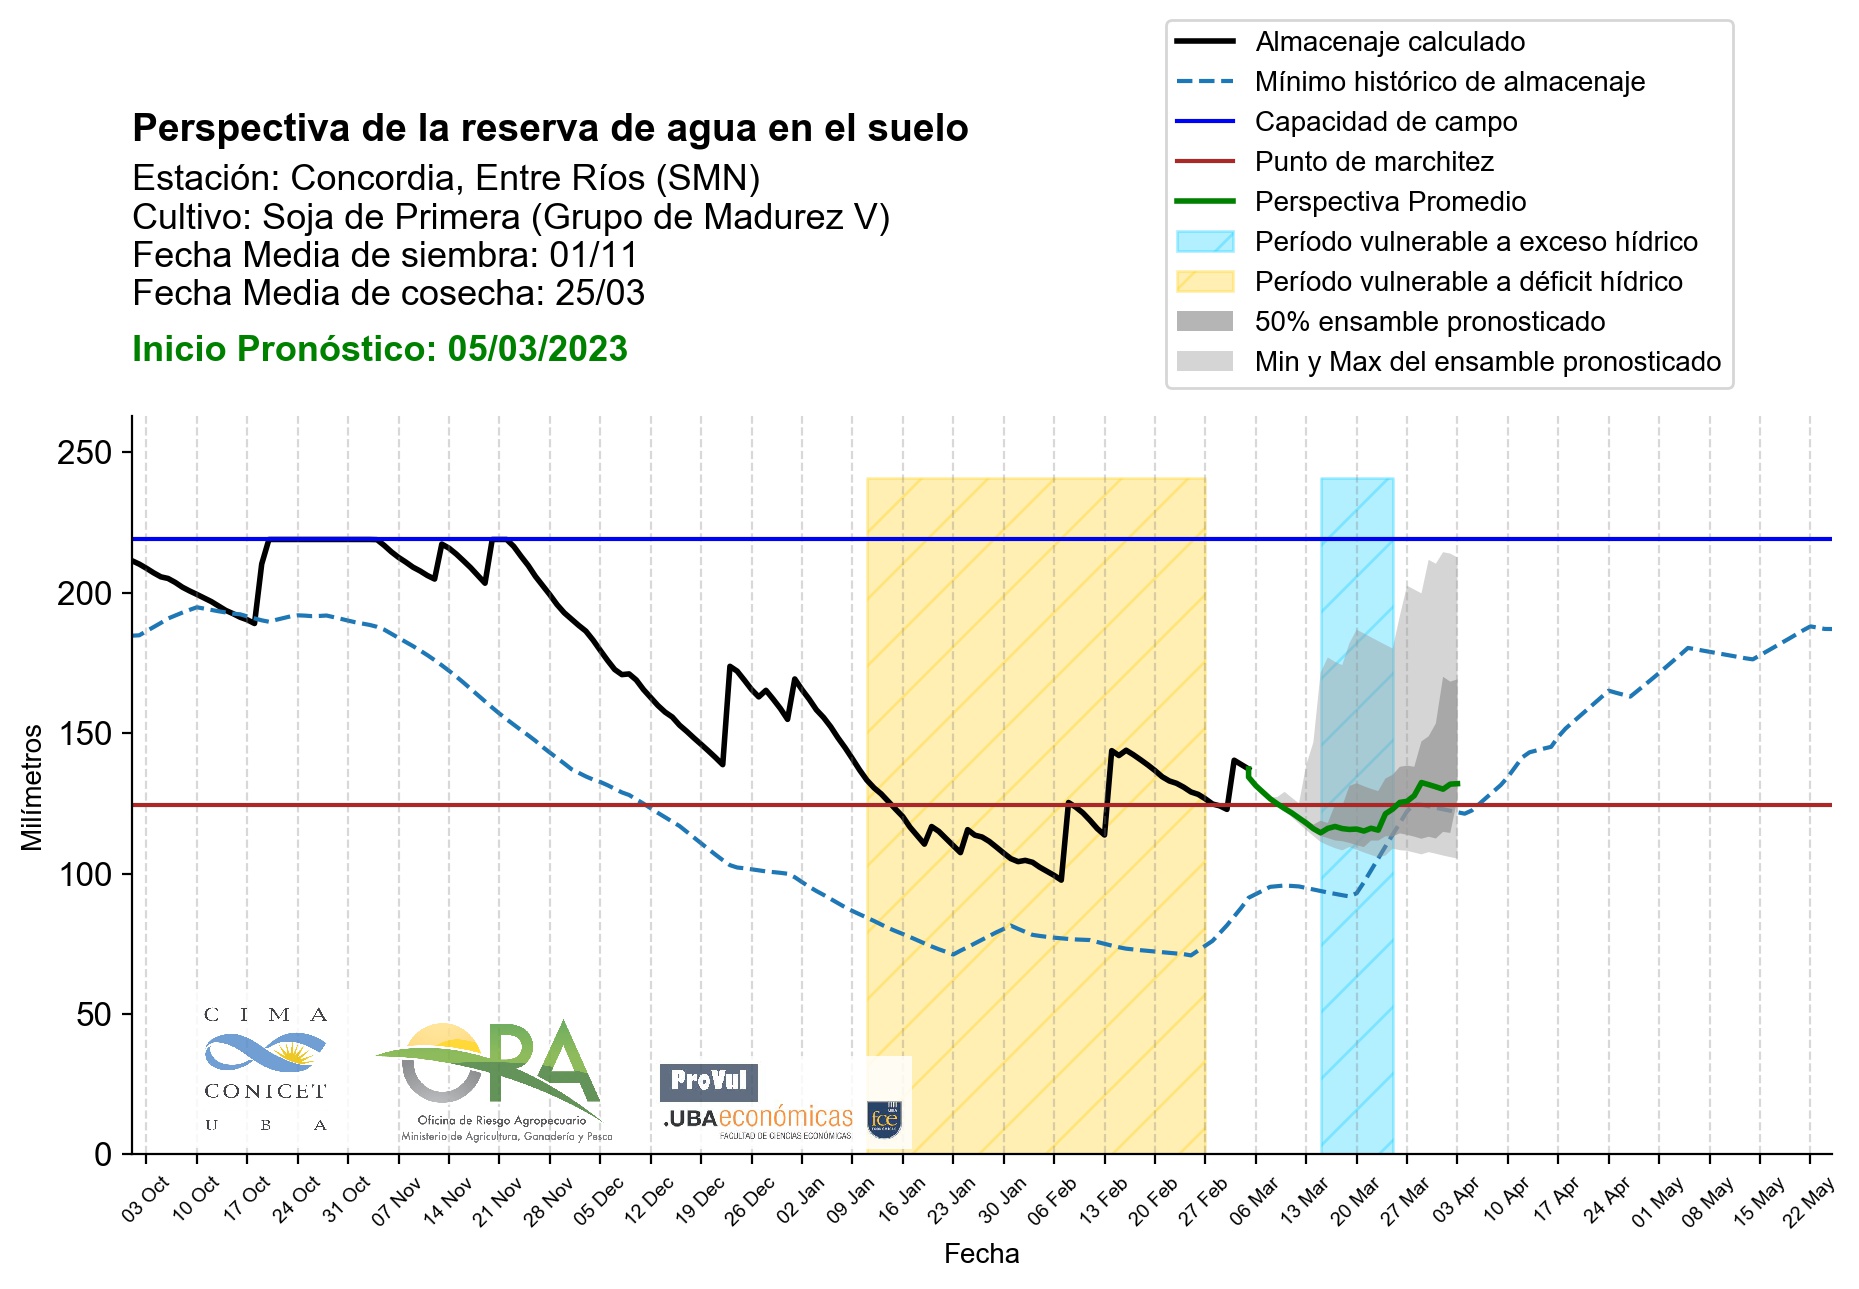 Almacenaje calculado
Mínimo histórico de almacenaje
Capacidad de campo
Punto de marchitez
Perspectiva Promedio
Período vulnerable a exceso hídrico
Período vulnerable a déficit hídrico
50% ensamble pronosticado
Min y Max del ensamble pronosticado
Perspectiva de la reserva de agua en el suelo
Estación: Concordia, Entre Ríos (SMN)
Cultivo: Soja de Primera (Grupo de Madurez V)
Fecha Media de siembra: 01/11
Fecha Media de cosecha: 25/03
Inicio Pronóstico: 05/03/2023
Milímetros
250
200
150
100
50
0
CIMA
CONICET
UBA
ORA
Oficina de Riesgo Agropecuario
Ministerio de Agricultura, Ganadería y Pesca
ProVul
.UBAeconómicas
FACULTAD DE CIENCIAS ECONÓMICAS
UBA
fce
ECONÓMICAS
03 Oct
10 Oct
17 Oct
24 Oct
31 Oct
07 Nov
14 Nov
21 Nov
28 Nov
05 Dec
12 Dec
19 Dec
26 Dec
02 Jan
09 Jan
16 Jan
23 Jan
30 Jan
06 Feb
13 Feb
20 Feb
27 Feb
06 Mar
13 Mar
20 Mar
27 Mar
03 Apr
10 Apr
17 Apr
24 Apr
01 May
08 May
15 May
22 May
Fecha